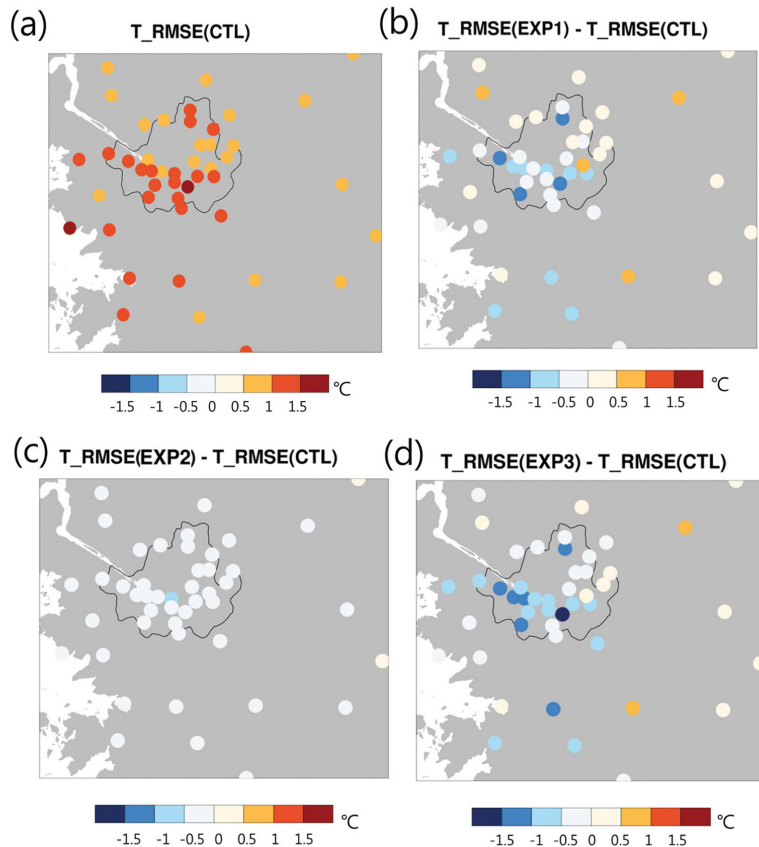 (a)
T_RMSE(CTL)
-1.5 -1 -0.5 0 0.5 1 1.5 °C
(b)
T_RMSE(EXP1) - T_RMSE(CTL)
-1.5 -1 -0.5 0 0.5 1 1.5 °C
(c)
T_RMSE(EXP2) - T_RMSE(CTL)
-1.5 -1 -0.5 0 0.5 1 1.5 °C
(d)
T_RMSE(EXP3) - T_RMSE(CTL)
-1.5 -1 -0.5 0 0.5 1 1.5 °C